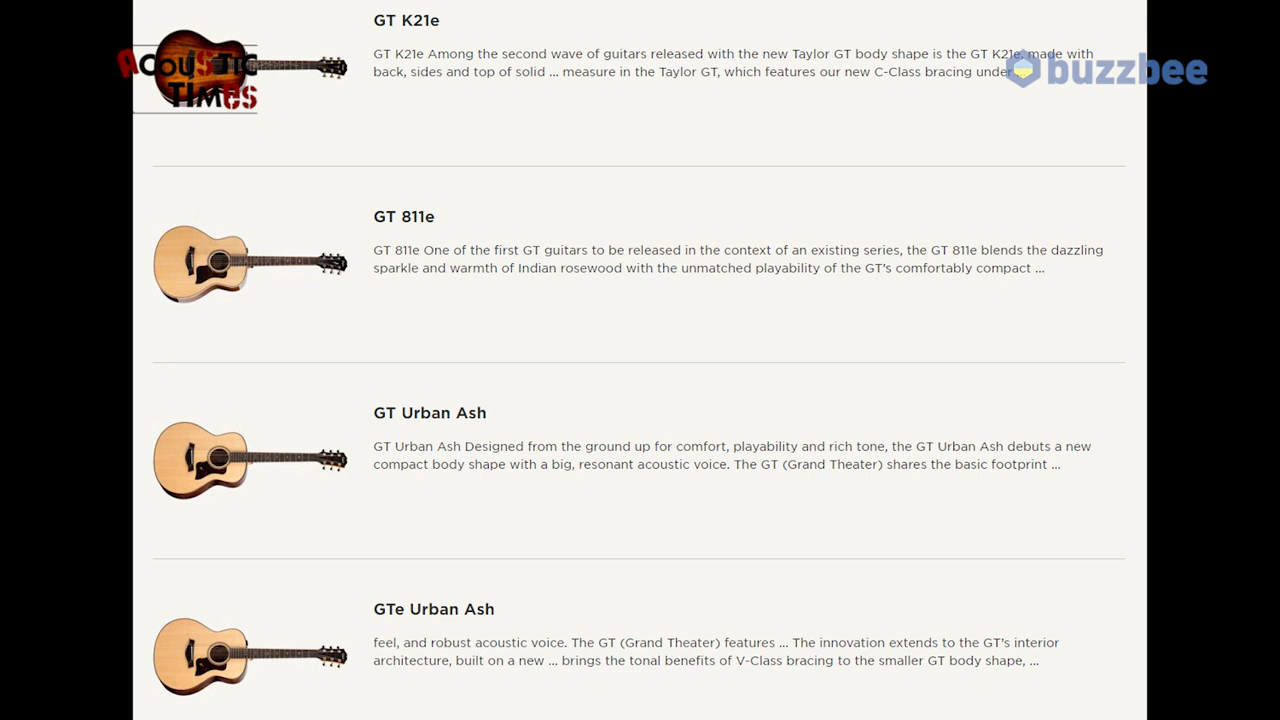 GT K21e
GT K21e Among the second wave of guitars released with the new Taylor GT body shape is the GT K21e, made with
back, sides and top of solid ... measure in the Taylor GT, which features our new C-Class bracing under
AcouStic
TimEs
buzzbee
GT 811e
GT 811e One of the first GT guitars to be released in the context of an existing series, the GT 811e blends the dazzling
sparkle and warmth of Indian rosewood with the unmatched playability of the GT’s comfortably compact ...
GT Urban Ash
GT Urban Ash Designed from the ground up for comfort, playability and rich tone, the GT Urban Ash debuts a new
compact body shape with a big, resonant acoustic voice. The GT (Grand Theater) shares the basic footprint ...
GTe Urban Ash
feel, and robust acoustic voice. The GT (Grand Theater) features ... The innovation extends to the GT’s interior
architecture, built on a new ... brings the tonal benefits of V-Class bracing to the smaller GT body shape, ...